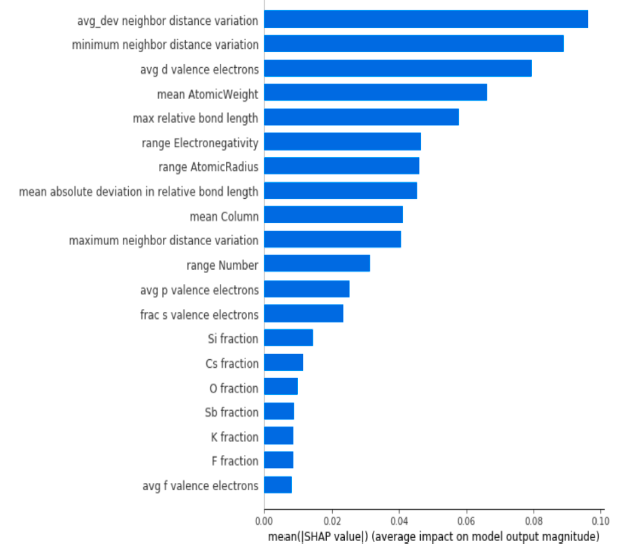 avg_dev neighbor distance variation
minimum neighbor distance variation
avg d valence electrons
mean AtomicWeight
max relative bond length
range Electronegativity
range AtomicRadius
mean absolute deviation in relative bond length
mean Column
maximum neighbor distance variation
range Number
avg p valence electrons
frac s valence electrons
Si fraction
Cs fraction
O fraction
Sb fraction
K fraction
F fraction
avg f valence electrons
0.00 0.02 0.04 0.06 0.08 0.10
mean(|SHAP value|) (average impact on model output magnitude)